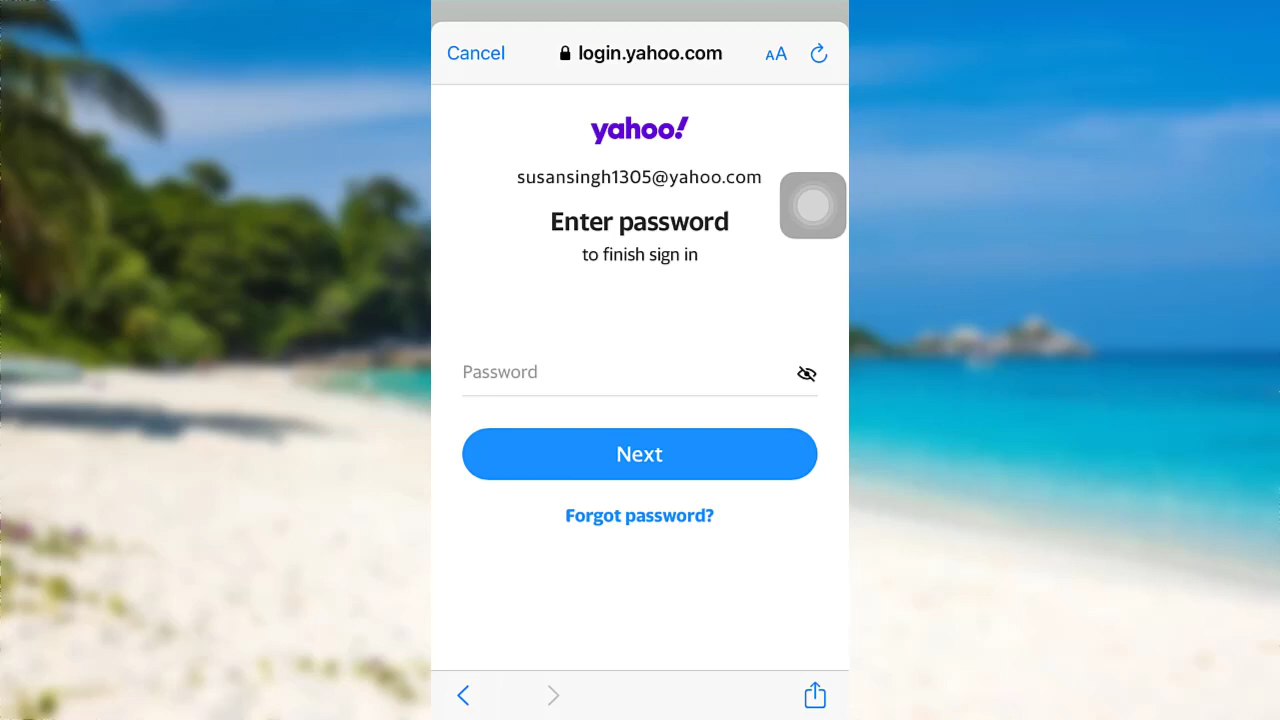 Cancel login.yahoo.com AA
yahoo!
susansingh1305@yahoo.com
Enter password
to finish sign in
Password
Next
Forgot password?